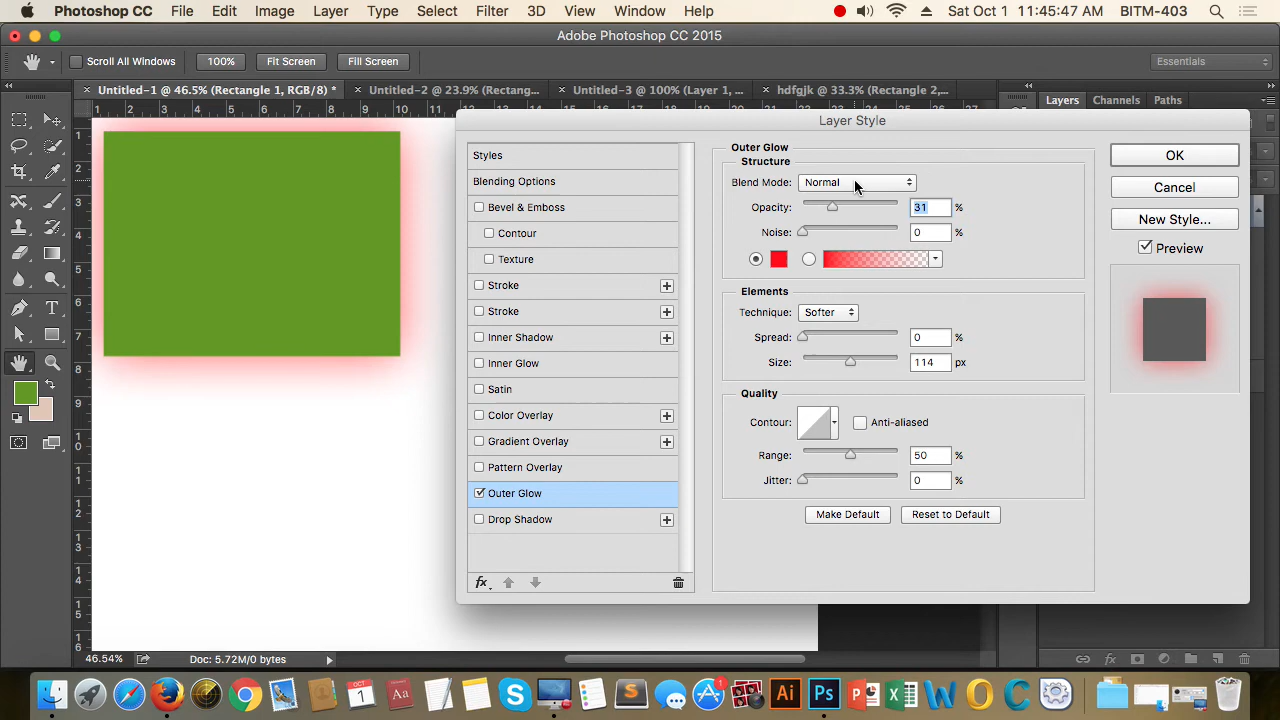 Photoshop CC File Edit Image Layer Type Select Filter 3D View Window Help Sat Oct 1 11:45:47 AM BITM-403
Adobe Photoshop CC 2015
Scroll All Windows 100% Fit Screen Fill Screen Essentials
Untitled-1 @ 46.5% (Rectangle 1, RGB/8) * Untitled-2 @ 23.9% (Rectang... Untitled-3 @ 100% (Layer 1, ... hdfgjk @ 33.3% (Rectangle 2,...
Layers Channels Paths
Layer Style
Styles
Blending Options
Bevel & Emboss
Contour
Texture
Stroke
Stroke
Inner Shadow
Inner Glow
Satin
Color Overlay
Gradient Overlay
Pattern Overlay
Outer Glow
Drop Shadow
fx
Outer Glow
Structure
Blend Mode: Normal
Opacity: 31 %
Noise: 0 %
Elements
Technique: Softer
Spread: 0 %
Size: 114 px
Quality
Contour: Anti-aliased
Range: 50 %
Jitter: 0 %
Make Default Reset to Default
OK
Cancel
New Style...
Preview
46.54% Doc: 5.72M/0 bytes